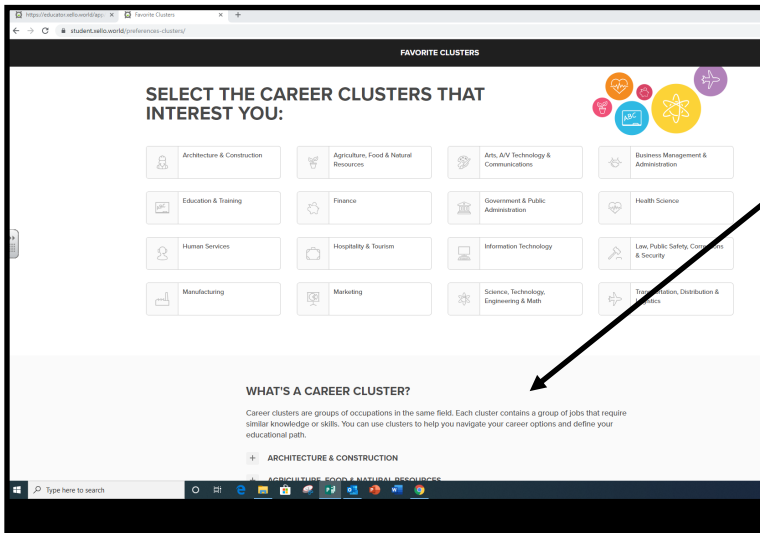 https://educator.xello.world/app
Favorite Clusters
student.xello.world/preferences-clusters/
FAVORITE CLUSTERS
SELECT THE CAREER CLUSTERS THAT
INTEREST YOU:
ABC
Architecture & Construction
Agriculture, Food & Natural
Resources
Arts, A/V Technology &
Communications
Business Management &
Administration
Education & Training
Finance
Government & Public
Administration
Health Science
Human Services
Hospitality & Tourism
Information Technology
Law, Public Safety, Corrections
& Security
Manufacturing
Marketing
Science, Technology,
Engineering & Math
Transportation, Distribution &
Logistics
WHAT'S A CAREER CLUSTER?
Career clusters are groups of occupations in the same field. Each cluster contains a group of jobs that require
similar knowledge or skills. You can use clusters to help you navigate your career options and define your
educational path.
+ ARCHITECTURE & CONSTRUCTION
+ AGRICULTURE, FOOD & NATURAL RESOURCES
Type here to search